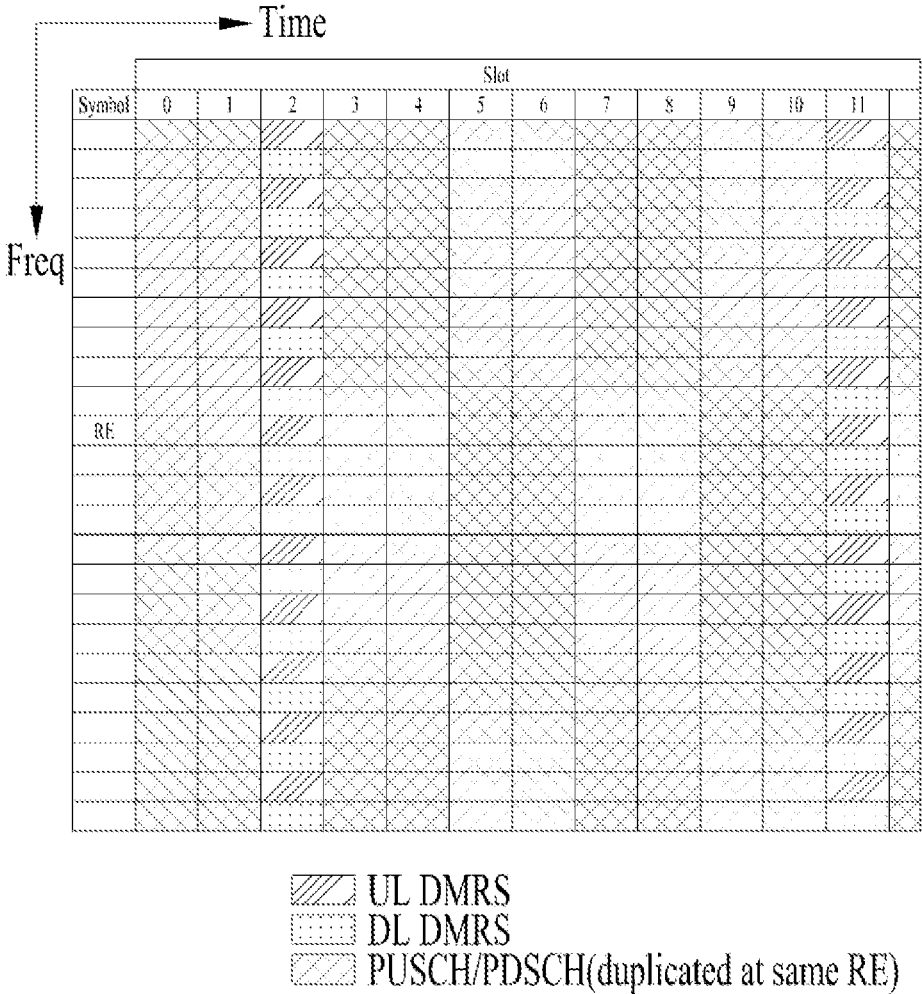 Time
Slot
Symbol 0 1 2 3 4 5 6 7 8 9 10 11
Freq
RE
UL DMRS
DL DMRS
PUSCH/PDSCH(duplicated at same RE)